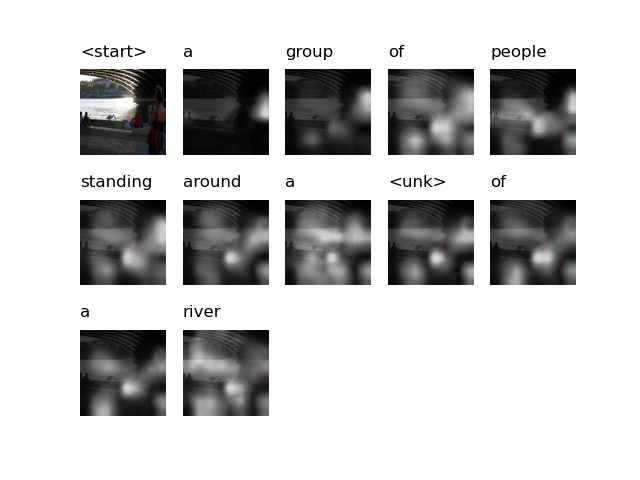 <start> a group of people
standing around a <unk> of
a river